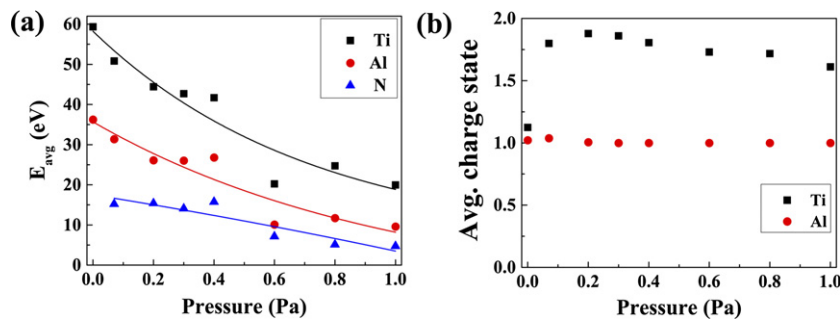 (a)
60
50
40
30
20
10
0
E_avg (eV)
Ti
Al
N
0.0 0.2 0.4 0.6 0.8 1.0
Pressure (Pa)
(b)
2.0
1.5
1.0
0.5
0.0
Avg. charge state
Ti
Al
0.0 0.2 0.4 0.6 0.8 1.0
Pressure (Pa)